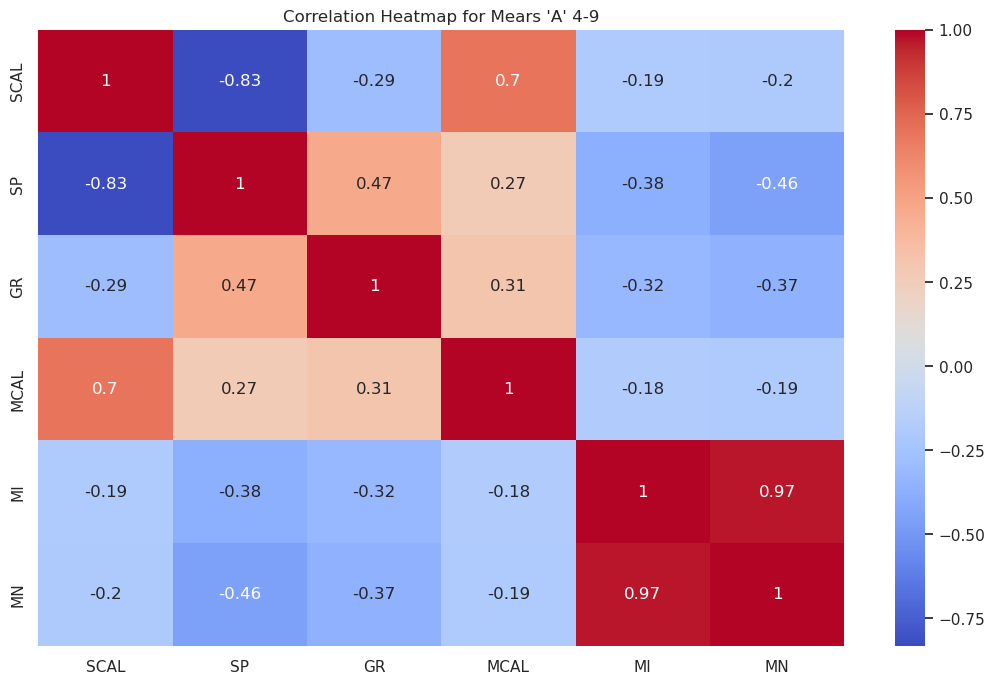 Correlation Heatmap for Mears 'A' 4-9
SCAL 1 -0.83 -0.29 0.7 -0.19 -0.2
SP -0.83 1 0.47 0.27 -0.38 -0.46
GR -0.29 0.47 1 0.31 -0.32 -0.37
MCAL 0.7 0.27 0.31 1 -0.18 -0.19
MI -0.19 -0.38 -0.32 -0.18 1 0.97
MN -0.2 -0.46 -0.37 -0.19 0.97 1
SCAL SP GR MCAL MI MN
1.00
0.75
0.50
0.25
0.00
−0.25
−0.50
−0.75